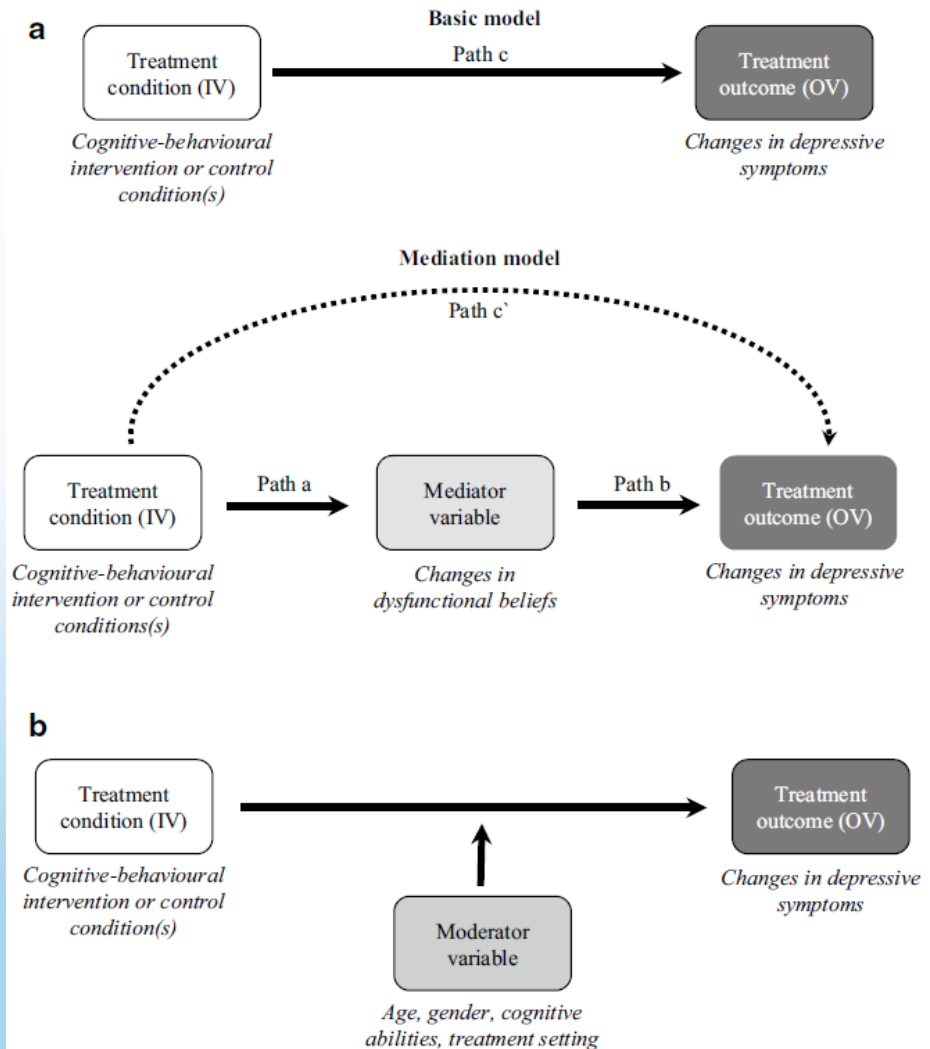 a
Basic model
Path c
Treatment
condition (IV)
Treatment
outcome (OV)
Cognitive-behavioural
intervention or control
condition(s)
Changes in depressive
symptoms
Mediation model
Path c`
Treatment
condition (IV)
Path a
Mediator
variable
Path b
Treatment
outcome (OV)
Cognitive-behavioural
intervention or control
conditions(s)
Changes in
dysfunctional beliefs
Changes in depressive
symptoms
b
Treatment
condition (IV)
Treatment
outcome (OV)
Cognitive-behavioural
intervention or control
condition(s)
Changes in depressive
symptoms
Moderator
variable
Age, gender, cognitive
abilities, treatment setting